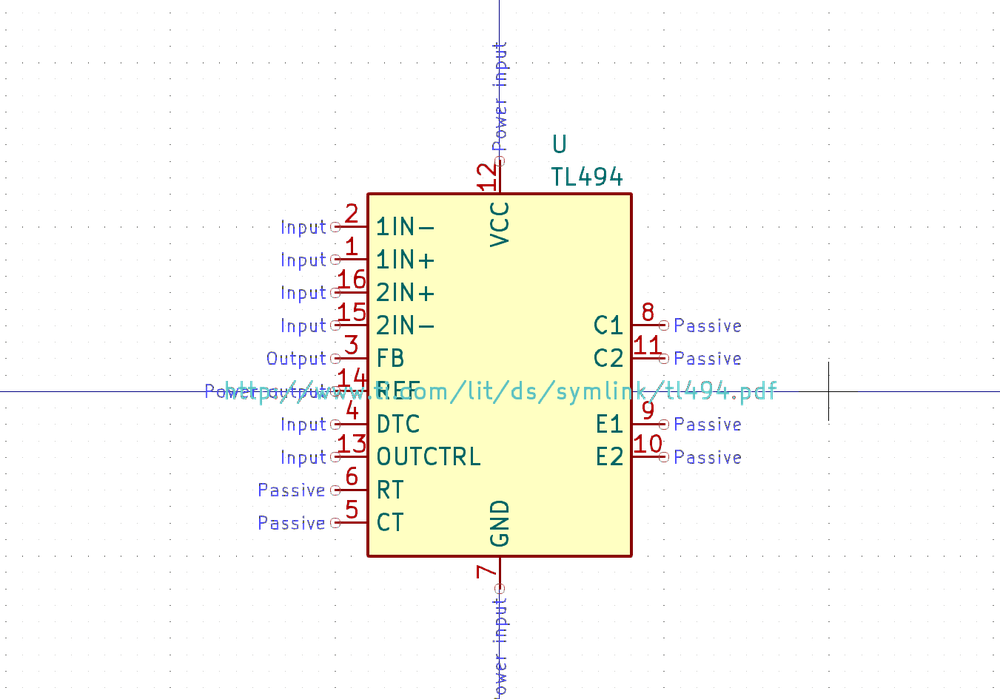 Power input
12
U
TL494
VCC
Input 2 1IN-
Input 1 1IN+
Input 16 2IN+
Input 15 2IN-
C1 8 Passive
Output 3 FB
C2 11 Passive
Power output 14 REF
http://www.ti.com/lit/ds/symlink/tl494.pdf
Input 4 DTC
E1 9 Passive
Input 13 OUTCTRL
E2 10 Passive
Passive 6 RT
Passive 5 CT
GND
7
ower input